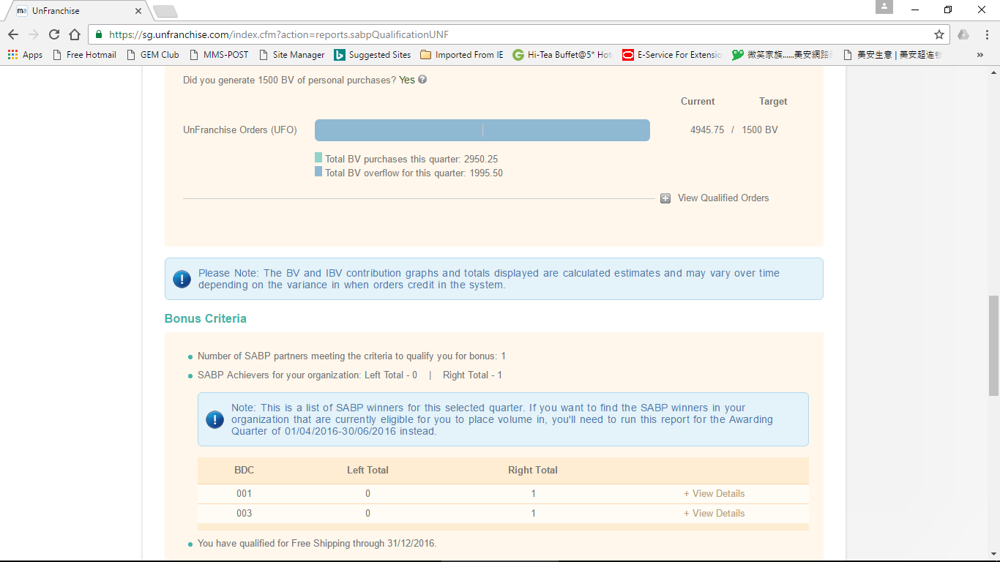 ma UnFranchise
https://sg.unfranchise.com/index.cfm?action=reports.sabpQualificationUNF
Apps Free Hotmail GEM Club MMS-POST Site Manager Suggested Sites Imported From IE Hi-Tea Buffet@5* Hot E-Service For Extensio 微笑家族......美安網路 美安生意 | 美安超连锁 »
Did you generate 1500 BV of personal purchases? Yes ?
Current Target
UnFranchise Orders (UFO) 4945.75 / 1500 BV
Total BV purchases this quarter: 2950.25
Total BV overflow for this quarter: 1995.50
View Qualified Orders
Please Note: The BV and IBV contribution graphs and totals displayed are calculated estimates and may vary over time
depending on the variance in when orders credit in the system.
Bonus Criteria
Number of SABP partners meeting the criteria to qualify you for bonus: 1
SABP Achievers for your organization: Left Total - 0 | Right Total - 1
Note: This is a list of SABP winners for this selected quarter. If you want to find the SABP winners in your
organization that are currently eligible for you to place volume in, you'll need to run this report for the Awarding
Quarter of 01/04/2016-30/06/2016 instead.
BDC Left Total Right Total
001 0 1 + View Details
003 0 1 + View Details
You have qualified for Free Shipping through 31/12/2016.